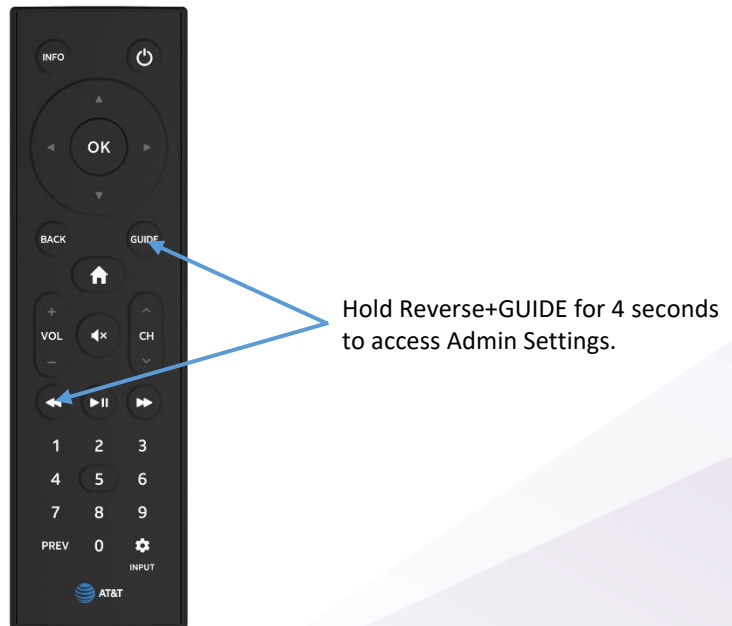 INFO
OK
BACK GUIDE
+
VOL CH
-
Hold Reverse+GUIDE for 4 seconds
to access Admin Settings.
1 2 3
4 5 6
7 8 9
PREV 0
INPUT
AT&T